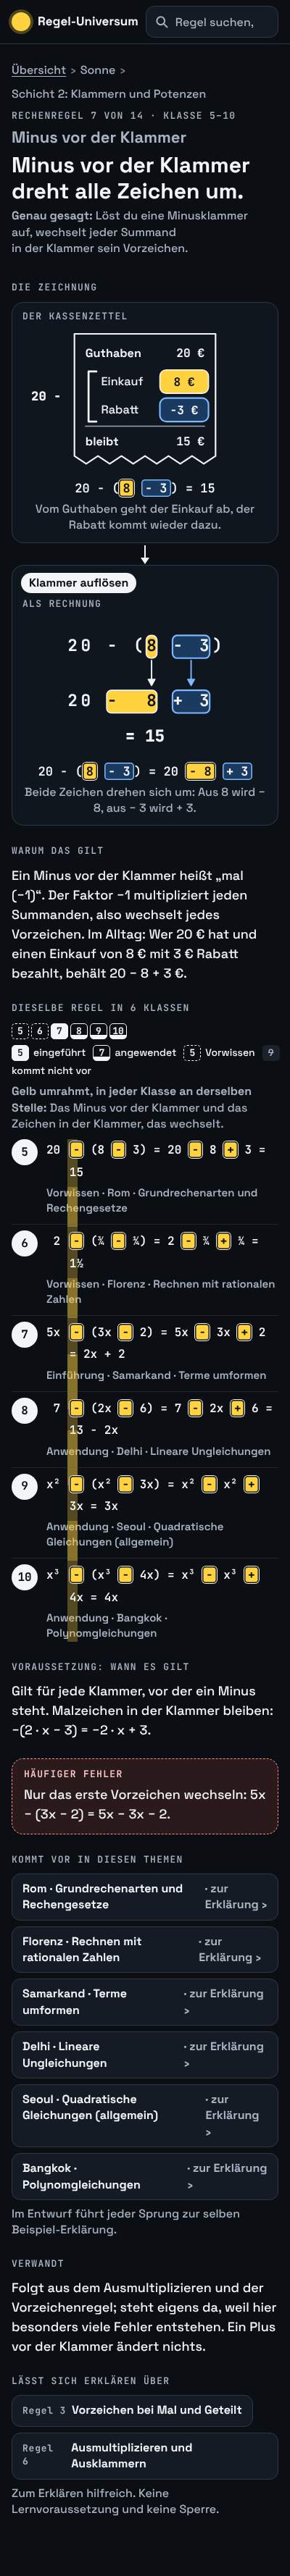 Regel-Universum
Regel suchen,
Übersicht > Sonne >
Schicht 2: Klammern und Potenzen
RECHENREGEL 7 VON 14 · KLASSE 5–10
Minus vor der Klammer
Minus vor der Klammer
dreht alle Zeichen um.
Genau gesagt: Löst du eine Minusklammer
auf, wechselt jeder Summand
in der Klammer sein Vorzeichen.
DIE ZEICHNUNG
DER KASSENZETTEL
Guthaben 20 €
20 -
Einkauf 8 €
Rabatt -3 €
bleibt 15 €
20 - (8 - 3) = 15
Vom Guthaben geht der Einkauf ab, der
Rabatt kommt wieder dazu.
Klammer auflösen
ALS RECHNUNG
20 - (8 - 3)
20 - 8 + 3
= 15
20 - (8 - 3) = 20 - 8 + 3
Beide Zeichen drehen sich um: Aus 8 wird −
8, aus − 3 wird + 3.
WARUM DAS GILT
Ein Minus vor der Klammer heißt „mal
(−1)“. Der Faktor −1 multipliziert jeden
Summanden, also wechselt jedes
Vorzeichen. Im Alltag: Wer 20 € hat und
einen Einkauf von 8 € mit 3 € Rabatt
bezahlt, behält 20 − 8 + 3 €.
DIESELBE REGEL IN 6 KLASSEN
5 6 7 8 9 10
5 eingeführt 7 angewendet 5 Vorwissen 9
kommt nicht vor
Gelb umrahmt, in jeder Klasse an derselben
Stelle: Das Minus vor der Klammer und das
Zeichen in der Klammer, das wechselt.
5 20 - (8 - 3) = 20 - 8 + 3 =
15
Vorwissen · Rom · Grundrechenarten und
Rechengesetze
6 2 - (¾ - ¼) = 2 - ¾ + ¼ =
1½
Vorwissen · Florenz · Rechnen mit rationalen
Zahlen
7 5x - (3x - 2) = 5x - 3x + 2
= 2x + 2
Einführung · Samarkand · Terme umformen
8 7 - (2x - 6) = 7 - 2x + 6 =
13 - 2x
Anwendung · Delhi · Lineare Ungleichungen
9 x² - (x² - 3x) = x² - x² +
3x = 3x
Anwendung · Seoul · Quadratische
Gleichungen (allgemein)
10 x³ - (x³ - 4x) = x³ - x³ +
4x = 4x
Anwendung · Bangkok ·
Polynomgleichungen
VORAUSSETZUNG: WANN ES GILT
Gilt für jede Klammer, vor der ein Minus
steht. Malzeichen in der Klammer bleiben:
−(2 · x − 3) = −2 · x + 3.
HÄUFIGER FEHLER
Nur das erste Vorzeichen wechseln: 5x
− (3x − 2) = 5x − 3x − 2.
KOMMT VOR IN DIESEN THEMEN
Rom · Grundrechenarten und
Rechengesetze
· zur
Erklärung >
Florenz · Rechnen mit
rationalen Zahlen
· zur
Erklärung >
Samarkand · Terme
umformen
· zur Erklärung
>
Delhi · Lineare
Ungleichungen
· zur Erklärung
>
Seoul · Quadratische
Gleichungen (allgemein)
· zur
Erklärung
>
Bangkok ·
Polynomgleichungen
· zur Erklärung
>
Im Entwurf führt jeder Sprung zur selben
Beispiel-Erklärung.
VERWANDT
Folgt aus dem Ausmultiplizieren und der
Vorzeichenregel; steht eigens da, weil hier
besonders viele Fehler entstehen. Ein Plus
vor der Klammer ändert nichts.
LÄSST SICH ERKLÄREN ÜBER
Regel 3 Vorzeichen bei Mal und Geteilt
Regel
6
Ausmultiplizieren und
Ausklammern
Zum Erklären hilfreich. Keine
Lernvoraussetzung und keine Sperre.